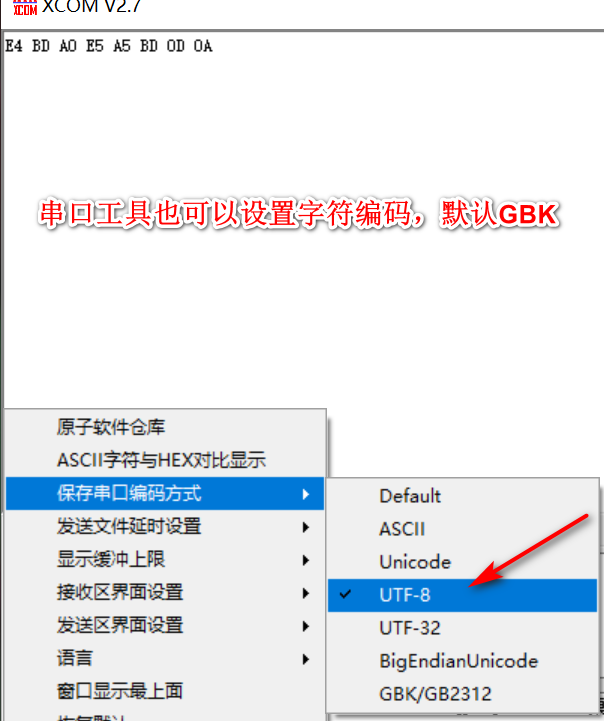 XCOM XCOM V2.7
E4 BD A0 E5 A5 BD 0D 0A
串口工具也可以设置字符编码，默认GBK
原子软件仓库
ASCII字符与HEX对比显示
保存串口编码方式
发送文件延时设置
显示缓冲上限
接收区界面设置
发送区界面设置
语言
窗口显示最上面
恢复默认
Default
ASCII
Unicode
UTF-8
UTF-32
BigEndianUnicode
GBK/GB2312